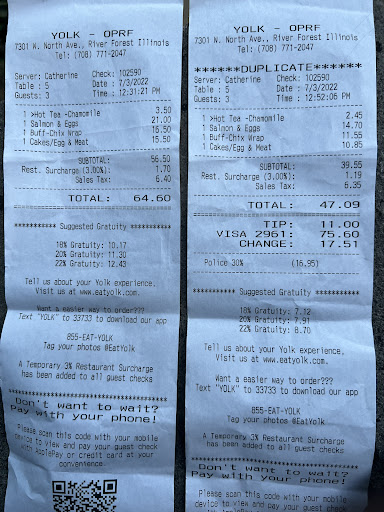 YOLK - OPRF
7301 W. North Ave., River Forest Illinois
Tel: (708) 771-2047
Server: Catherine Check: 102590
Table : 5 Date : 7/3/2022
Guests: 3 Time : 12:31:21 PM
1 >Hot Tea -Chamomile 3.50
1 Salmon & Eggs 21.00
1 Buff-Chix Wrap 16.50
1 Cakes/Egg & Meat 15.50
SUBTOTAL: 56.50
Rest. Surcharge (3.00%): 1.70
Sales Tax: 6.40
TOTAL: 64.60
*********** Suggested Gratuity ***********
18% Gratuity: 10.17
20% Gratuity: 11.30
22% Gratuity: 12.43
Tell us about your Yolk experience.
Visit us at www.eatyolk.com.
Want a easier way to order???
Text "YOLK" to 33733 to download our app
855-EAT-YOLK
Tag your photos @EatYolk
A Temporary 3% Restaurant Surcharge
has been added to all guest checks
Don't want to wait?
Pay with your phone!
Please scan this code with your mobile
device to view and pay your guest check
with ApplePay or credit card at your
convenience.
YOLK - OPRF
7301 W. North Ave., River Forest Illinois
Tel: (708) 771-2047
******DUPLICATE******
Server: Catherine Check: 102590
Table : 5 Date : 7/3/2022
Guests: 3 Time : 12:52:06 PM
1 >Hot Tea -Chamomile 2.45
1 Salmon & Eggs 14.70
1 Buff-Chix Wrap 11.55
1 Cakes/Egg & Meat 10.85
SUBTOTAL: 39.55
Rest. Surcharge (3.00%): 1.19
Sales Tax: 6.35
TOTAL: 47.09
TIP: 11.00
VISA 2961: 75.60
CHANGE: 17.51
Police 30% (16.95)
*********** Suggested Gratuity ***********
18% Gratuity: 7.12
20% Gratuity: 7.91
22% Gratuity: 8.70
Tell us about your Yolk experience.
Visit us at www.eatyolk.com.
Want a easier way to order???
Text "YOLK" to 33733 to download our app
855-EAT-YOLK
Tag your photos @EatYolk
A Temporary 3% Restaurant Surcharge
has been added to all guest checks
Don't want to wait?
Pay with your phone!
Please scan this code with your mobile
device to view and pay your guest check